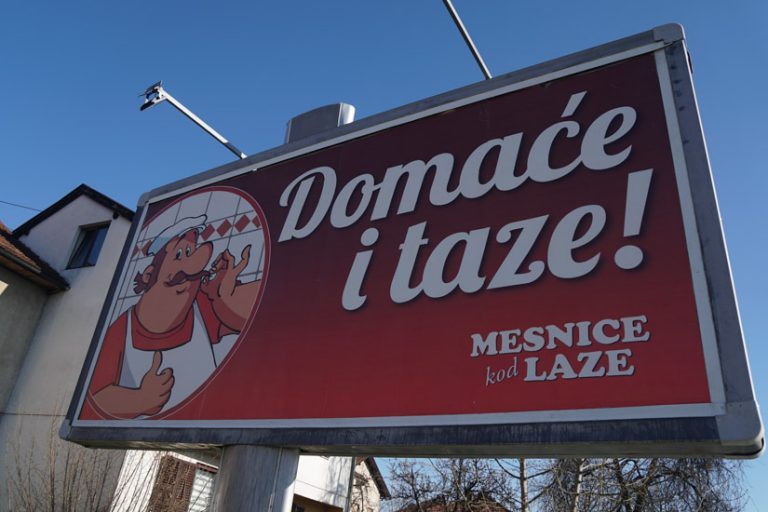 Domaće
i taze!
MESNICE
kod LAZE